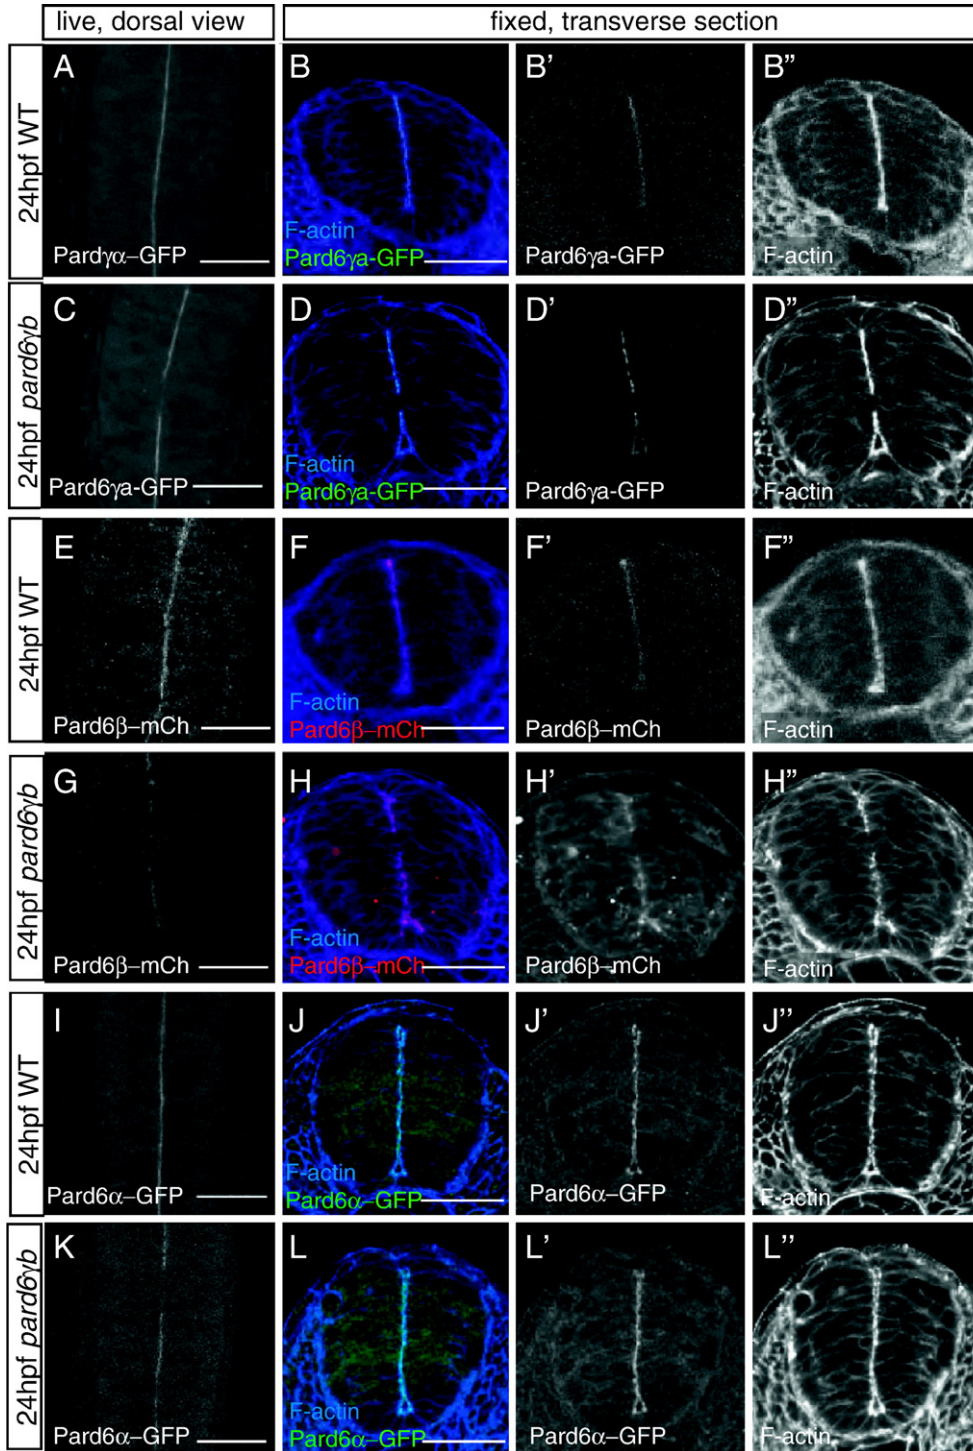 live, dorsal view
fixed, transverse section
24hpf WT
A
Pardγα–GFP
B
F-actin
Pard6γa-GFP
B’
Pard6γa-GFP
B”
F-actin
24hpf pard6γb
C
Pard6γa-GFP
D
F-actin
Pard6γa-GFP
D’
Pard6γa-GFP
D”
F-actin
24hpf WT
E
Pard6β–mCh
F
F-actin
Pard6β–mCh
F’
Pard6β–mCh
F”
F-actin
24hpf pard6γb
G
Pard6β–mCh
H
F-actin
Pard6β–mCh
H’
Pard6β–mCh
H”
F-actin
24hpf WT
I
Pard6α–GFP
J
F-actin
Pard6α–GFP
J’
Pard6α–GFP
J”
F-actin
24hpf pard6γb
K
Pard6α–GFP
L
F-actin
Pard6α–GFP
L’
Pard6α–GFP
L”
F-actin